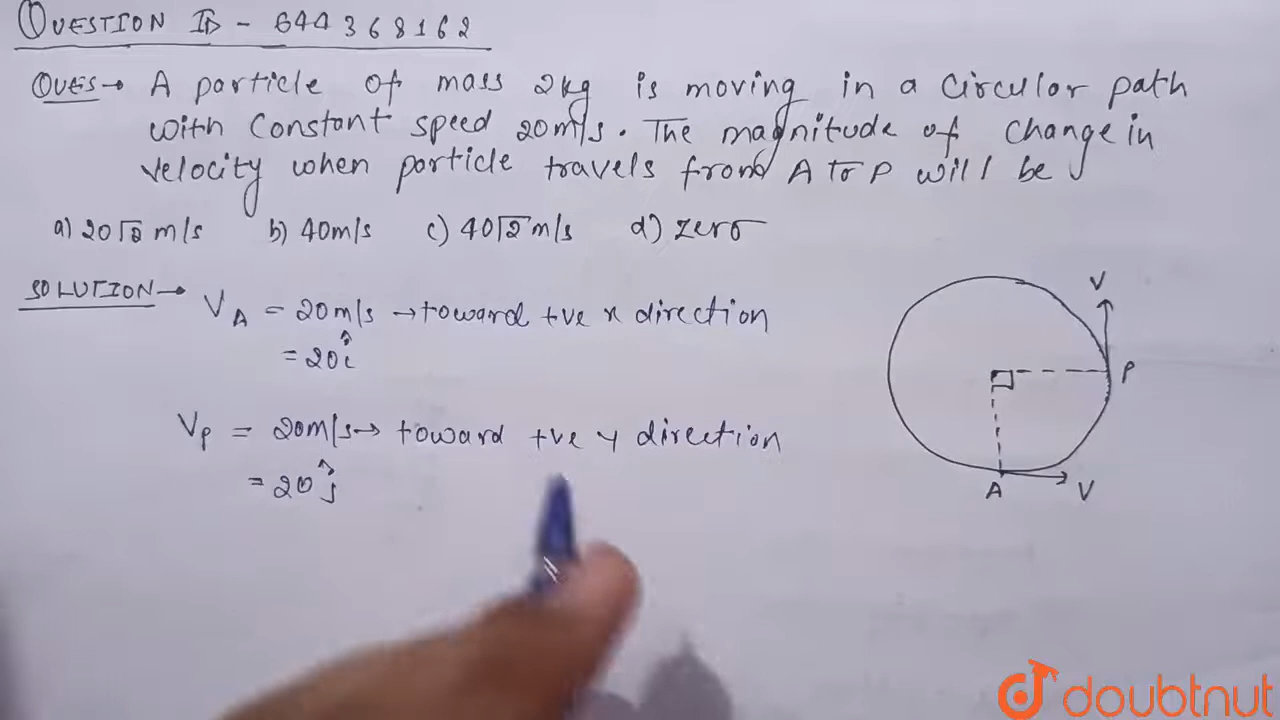 ① QUESTION ID - 644368162
QUES → A particle of mass 2kg is moving in a circular path
with constant speed 20m/s. The magnitude of change in
velocity when particle travels from A to P will be
a) 20√2 m/s b) 40m/s c) 40√2 m/s d) zero
SOLUTION → V_A = 20m/s → toward +ve x direction
= 20î
V_P = 20m/s → toward +ve y direction
= 20ĵ
V
P
A
V
doubtnut